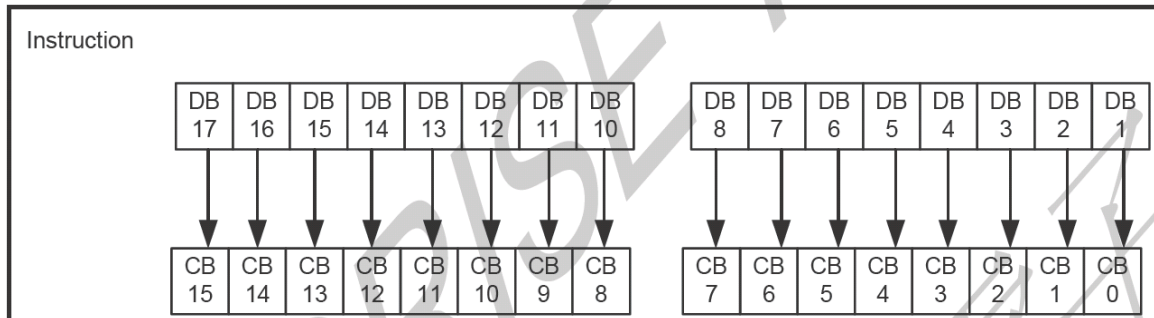 Instruction
DB 17 DB 16 DB 15 DB 14 DB 13 DB 12 DB 11 DB 10 DB 8 DB 7 DB 6 DB 5 DB 4 DB 3 DB 2 DB 1
CB 15 CB 14 CB 13 CB 12 CB 11 CB 10 CB 9 CB 8 CB 7 CB 6 CB 5 CB 4 CB 3 CB 2 CB 1 CB 0